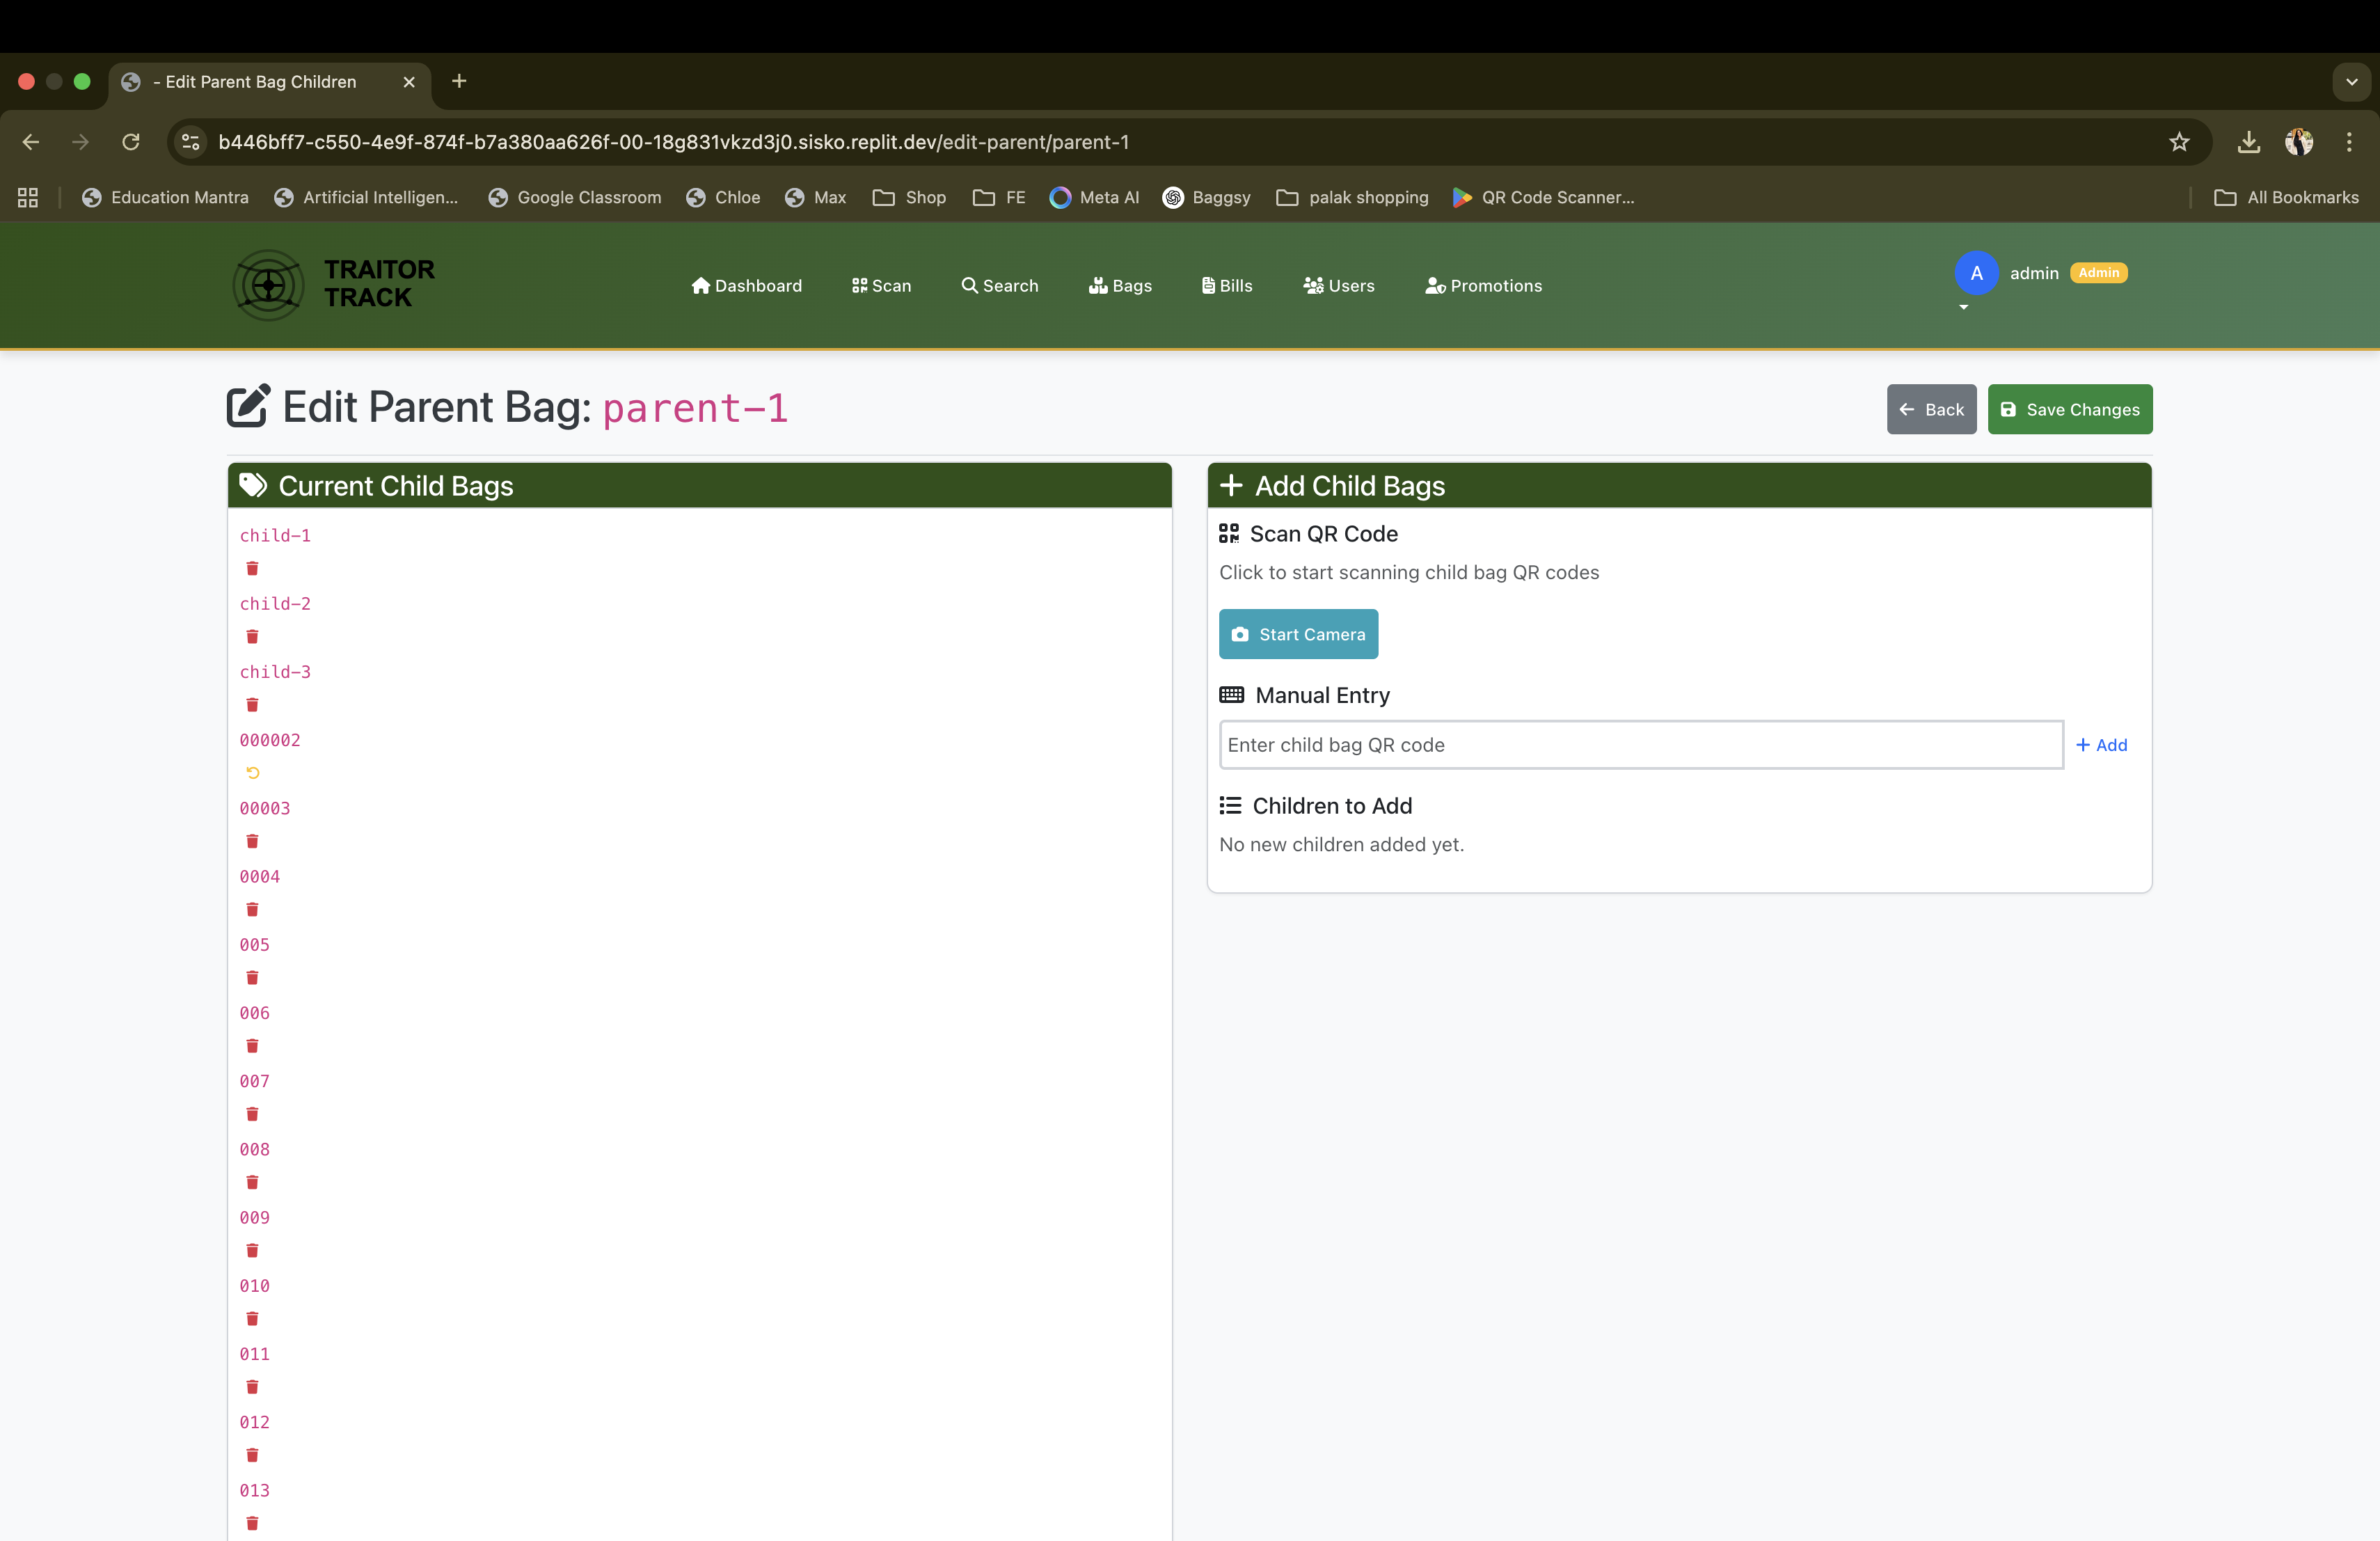 - Edit Parent Bag Children
b446bff7-c550-4e9f-874f-b7a380aa626f-00-18g831vkzd3j0.sisko.replit.dev/edit-parent/parent-1
Education Mantra
Artificial Intelligen...
Google Classroom
Chloe
Max
Shop
FE
Meta AI
Baggsy
palak shopping
QR Code Scanner...
All Bookmarks
TRAITOR
TRACK
Dashboard
Scan
Search
Bags
Bills
Users
Promotions
A
admin
Admin
Edit Parent Bag: parent-1
Back
Save Changes
Current Child Bags
child-1
child-2
child-3
000002
00003
0004
005
006
007
008
009
010
011
012
013
Add Child Bags
Scan QR Code
Click to start scanning child bag QR codes
Start Camera
Manual Entry
Enter child bag QR code
Add
Children to Add
No new children added yet.